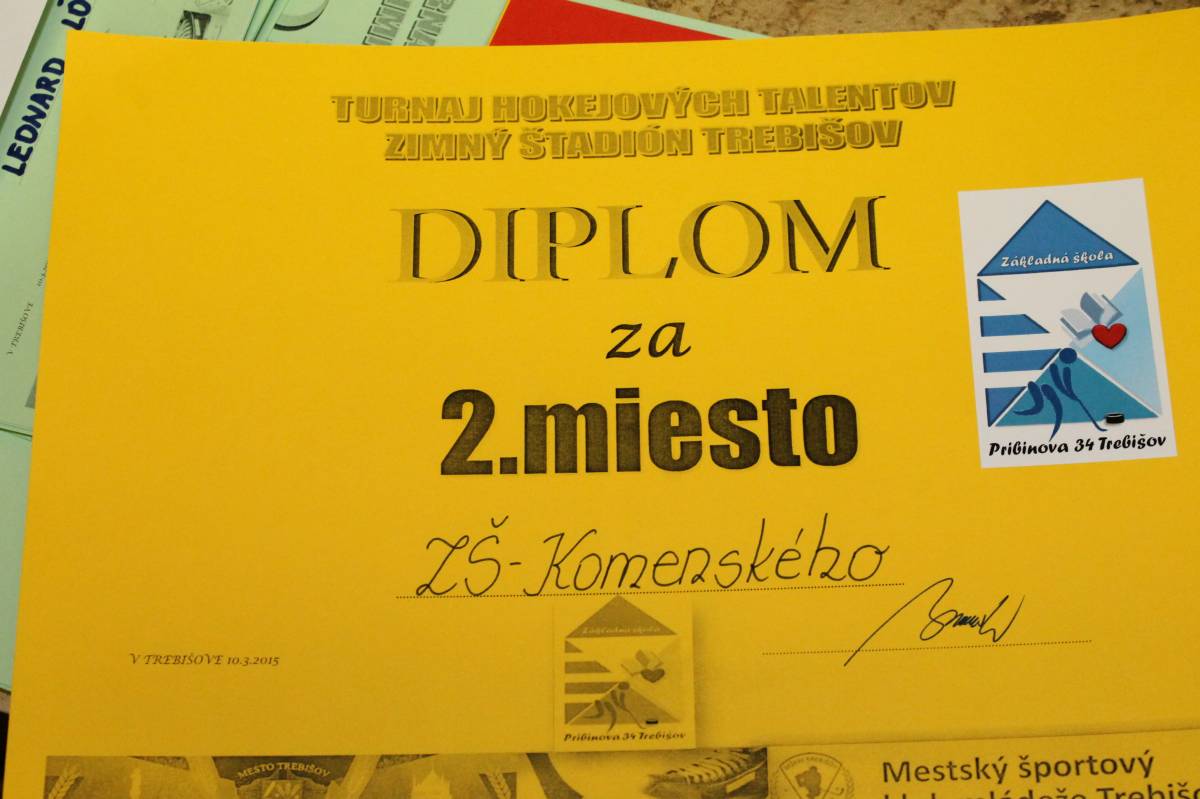 LEONARD
TURNAJ HOKEJOVÝCH TALENTOV
ZIMNÝ ŠTADIÓN TREBIŠOV
DIPLOM
za
2.miesto
Základná škola
Pribinova 34 Trebišov
ZŠ-Komenského
V TREBIŠOVE 10.3.2015
Základná škola
Pribinova 34 Trebišov
MESTO TREBIŠOV
Mestský športový
V TREBIŠOVE